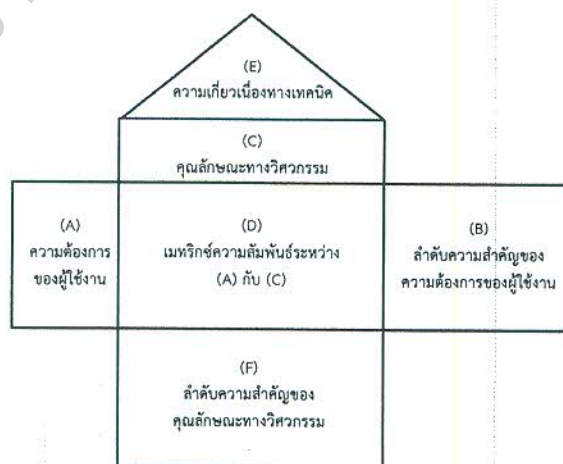 (E)
ความเกี่ยวเนื่องทางเทคนิค
(C)
คุณลักษณะทางวิศวกรรม
(A)
ความต้องการ
ของผู้ใช้งาน
(D)
เมทริกซ์ความสัมพันธ์ระหว่าง
(A) กับ (C)
(B)
ลำดับความสำคัญของ
ความต้องการของผู้ใช้งาน
(F)
ลำดับความสำคัญของ
คุณลักษณะทางวิศวกรรม